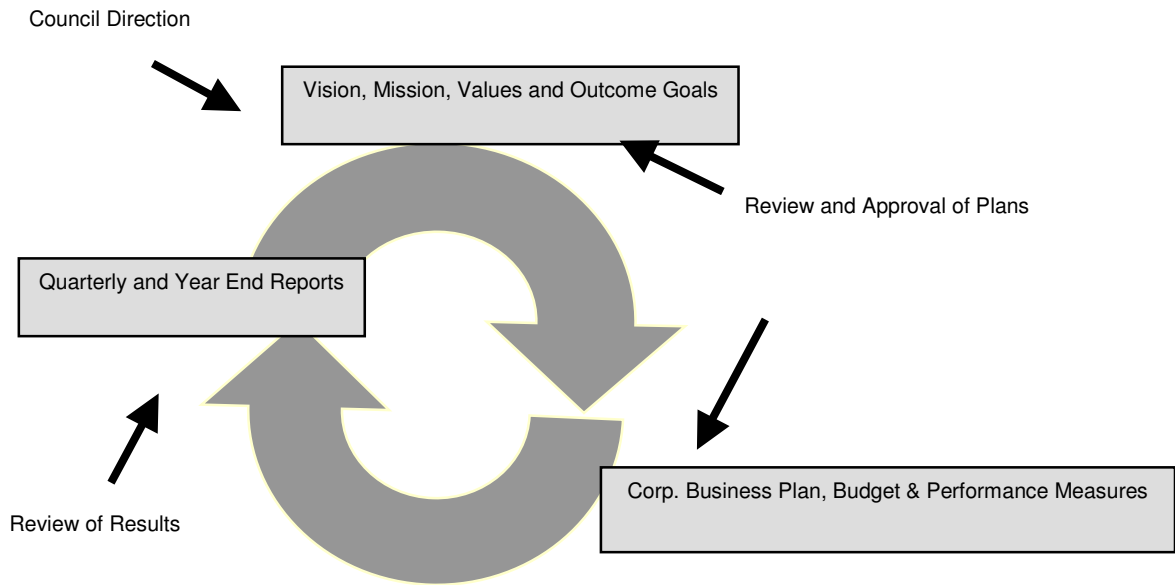 Council Direction
Vision, Mission, Values and Outcome Goals
Review and Approval of Plans
Quarterly and Year End Reports
Corp. Business Plan, Budget & Performance Measures
Review of Results